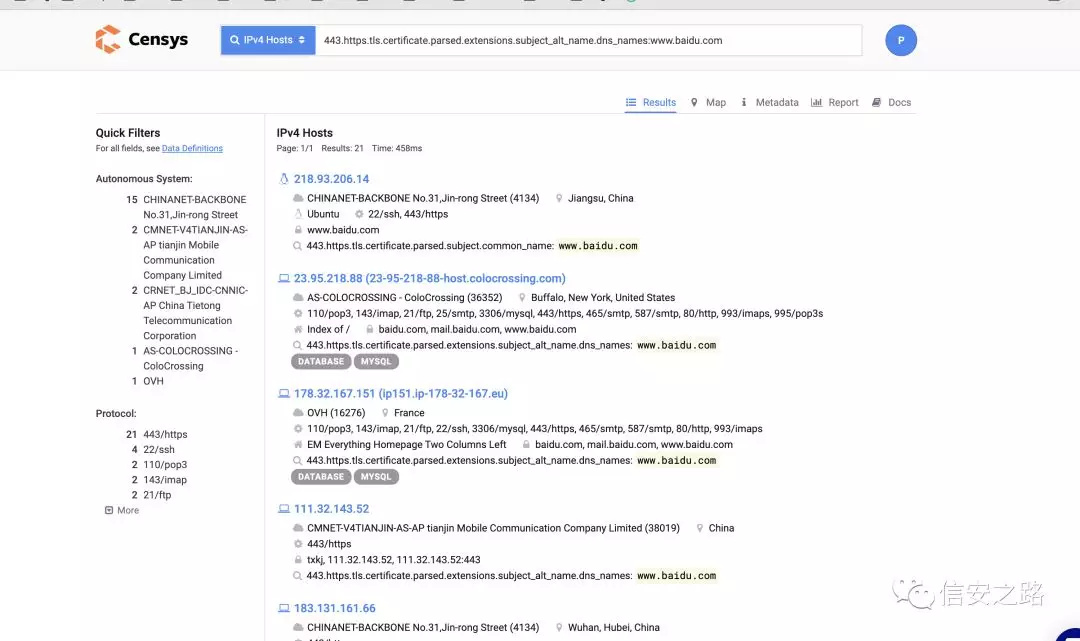 Censys
IPv4 Hosts
443.https.tls.certificate.parsed.extensions.subject_alt_name.dns_names:www.baidu.com
P
Results Map Metadata Report Docs
Quick Filters
For all fields, see Data Definitions
Autonomous System:
15 CHINANET-BACKBONE
No.31,Jin-rong Street
2 CMNET-V4TIANJIN-AS-
AP tianjin Mobile
Communication
Company Limited
2 CRNET_BJ_IDC-CNNIC-
AP China Tietong
Telecommunication
Corporation
1 AS-COLOCROSSING -
ColoCrossing
1 OVH
Protocol:
21 443/https
4 22/ssh
2 110/pop3
2 143/imap
2 21/ftp
More
IPv4 Hosts
Page: 1/1 Results: 21 Time: 458ms
218.93.206.14
CHINANET-BACKBONE No.31,Jin-rong Street (4134) Jiangsu, China
Ubuntu 22/ssh, 443/https
www.baidu.com
443.https.tls.certificate.parsed.subject.common_name: www.baidu.com
23.95.218.88 (23-95-218-88-host.colocrossing.com)
AS-COLOCROSSING - ColoCrossing (36352) Buffalo, New York, United States
110/pop3, 143/imap, 21/ftp, 25/smtp, 3306/mysql, 443/https, 465/smtp, 587/smtp, 80/http, 993/imaps, 995/pop3s
Index of / baidu.com, mail.baidu.com, www.baidu.com
443.https.tls.certificate.parsed.extensions.subject_alt_name.dns_names: www.baidu.com
DATABASE MYSQL
178.32.167.151 (ip151.ip-178-32-167.eu)
OVH (16276) France
110/pop3, 143/imap, 21/ftp, 22/ssh, 3306/mysql, 443/https, 465/smtp, 587/smtp, 80/http, 993/imaps
EM Everything Homepage Two Columns Left baidu.com, mail.baidu.com, www.baidu.com
443.https.tls.certificate.parsed.extensions.subject_alt_name.dns_names: www.baidu.com
DATABASE MYSQL
111.32.143.52
CMNET-V4TIANJIN-AS-AP tianjin Mobile Communication Company Limited (38019) China
443/https
txkj, 111.32.143.52, 111.32.143.52:443
443.https.tls.certificate.parsed.extensions.subject_alt_name.dns_names: www.baidu.com
183.131.161.66
CHINANET-BACKBONE No.31,Jin-rong Street (4134) Wuhan, Hubei, China
信安之路